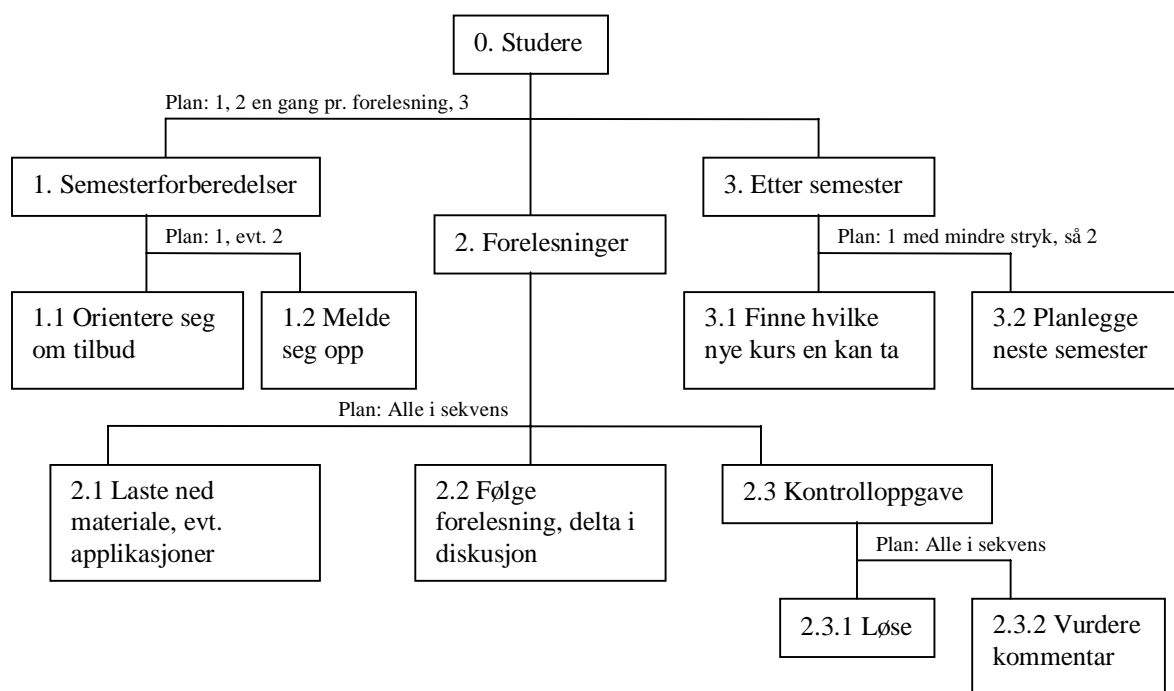 0. Studere
Plan: 1, 2 en gang pr. forelesning, 3
1. Semesterforberedelser
3. Etter semester
2. Forelesninger
Plan: 1, evt. 2
Plan: 1 med mindre stryk, så 2
1.1 Orientere seg
om tilbud
1.2 Melde
seg opp
3.1 Finne hvilke
nye kurs en kan ta
3.2 Planlegge
neste semester
Plan: Alle i sekvens
2.1 Laste ned
materiale, evt.
applikasjoner
2.2 Følge
forelesning, delta i
diskusjon
2.3 Kontrolloppgave
Plan: Alle i sekvens
2.3.1 Løse
2.3.2 Vurdere
kommentar